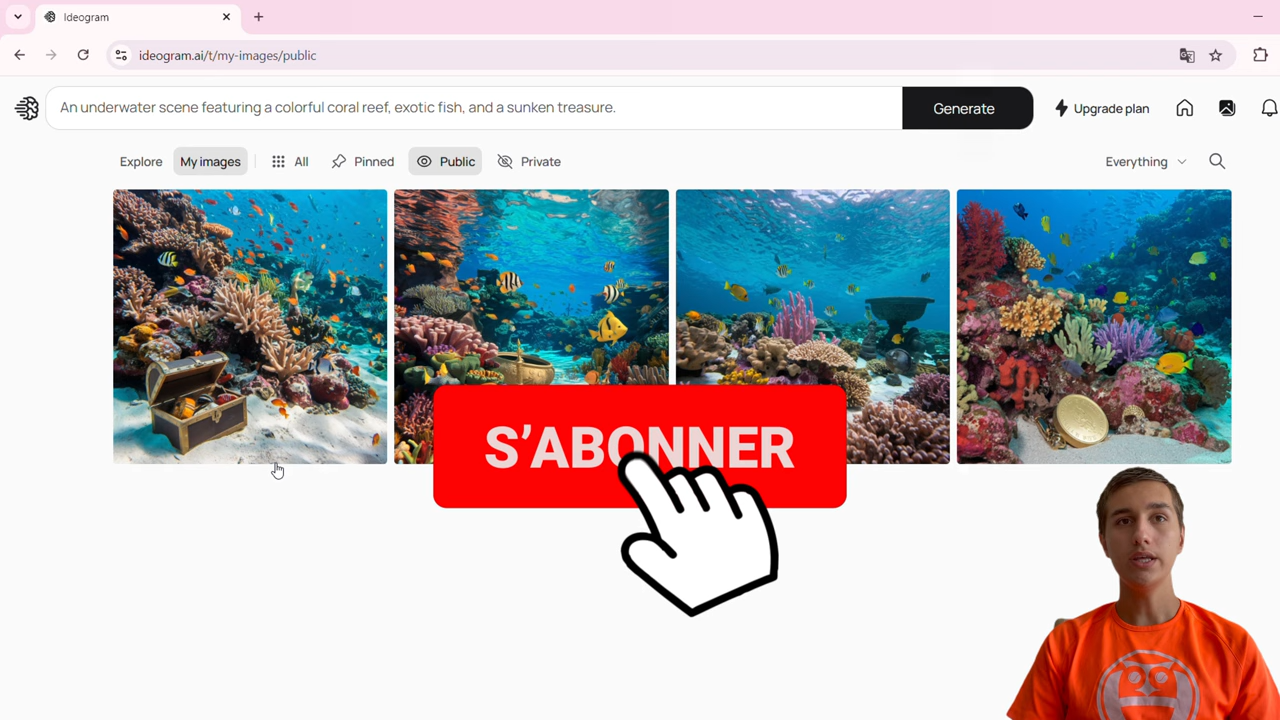 Ideogram
ideogram.ai/t/my-images/public
An underwater scene featuring a colorful coral reef, exotic fish, and a sunken treasure.
Generate
Upgrade plan
Explore
My images
All
Pinned
Public
Private
Everything
S'ABONNER